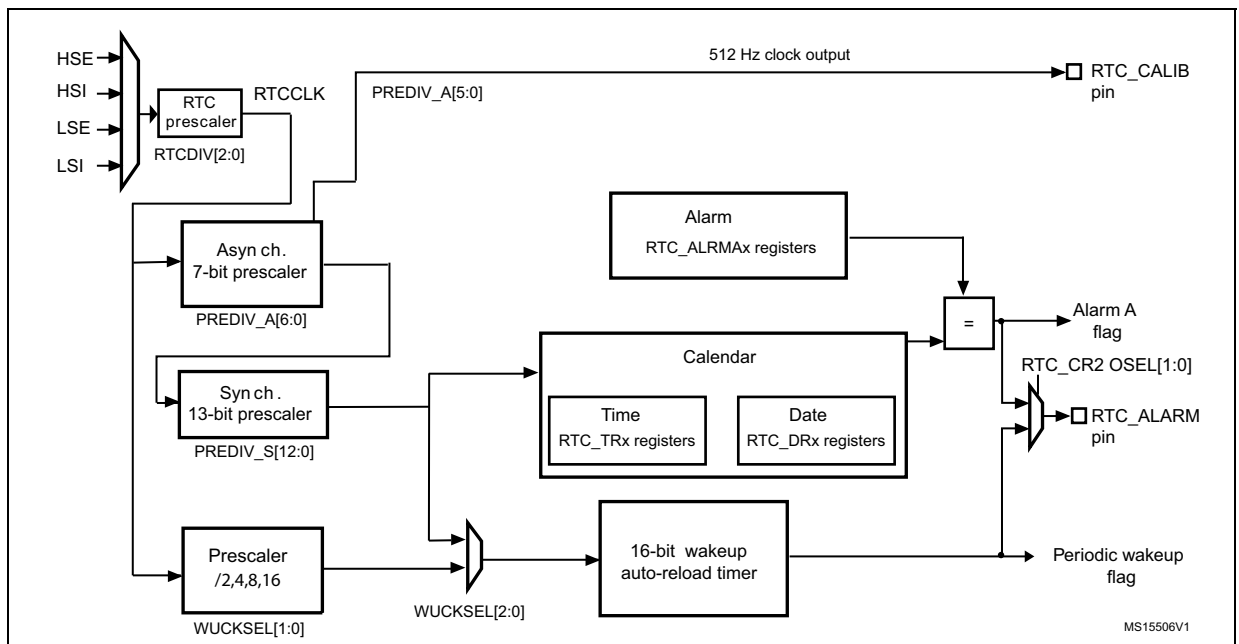 HSE
HSI
LSE
LSI
RTC
prescaler
RTCDIV[2:0]
RTCCLK
512 Hz clock output
PREDIV_A[5:0]
RTC_CALIB
pin
Asyn ch.
7-bit prescaler
PREDIV_A[6:0]
Alarm
RTC_ALRMAx registers
=
Alarm A
flag
Syn ch.
13-bit prescaler
PREDIV_S[12:0]
Calendar
Time
RTC_TRx registers
Date
RTC_DRx registers
RTC_CR2 OSEL[1:0]
RTC_ALARM
pin
Prescaler
/2,4,8,16
WUCKSEL[1:0]
WUCKSEL[2:0]
16-bit wakeup
auto-reload timer
Periodic wakeup
flag
MS15506V1